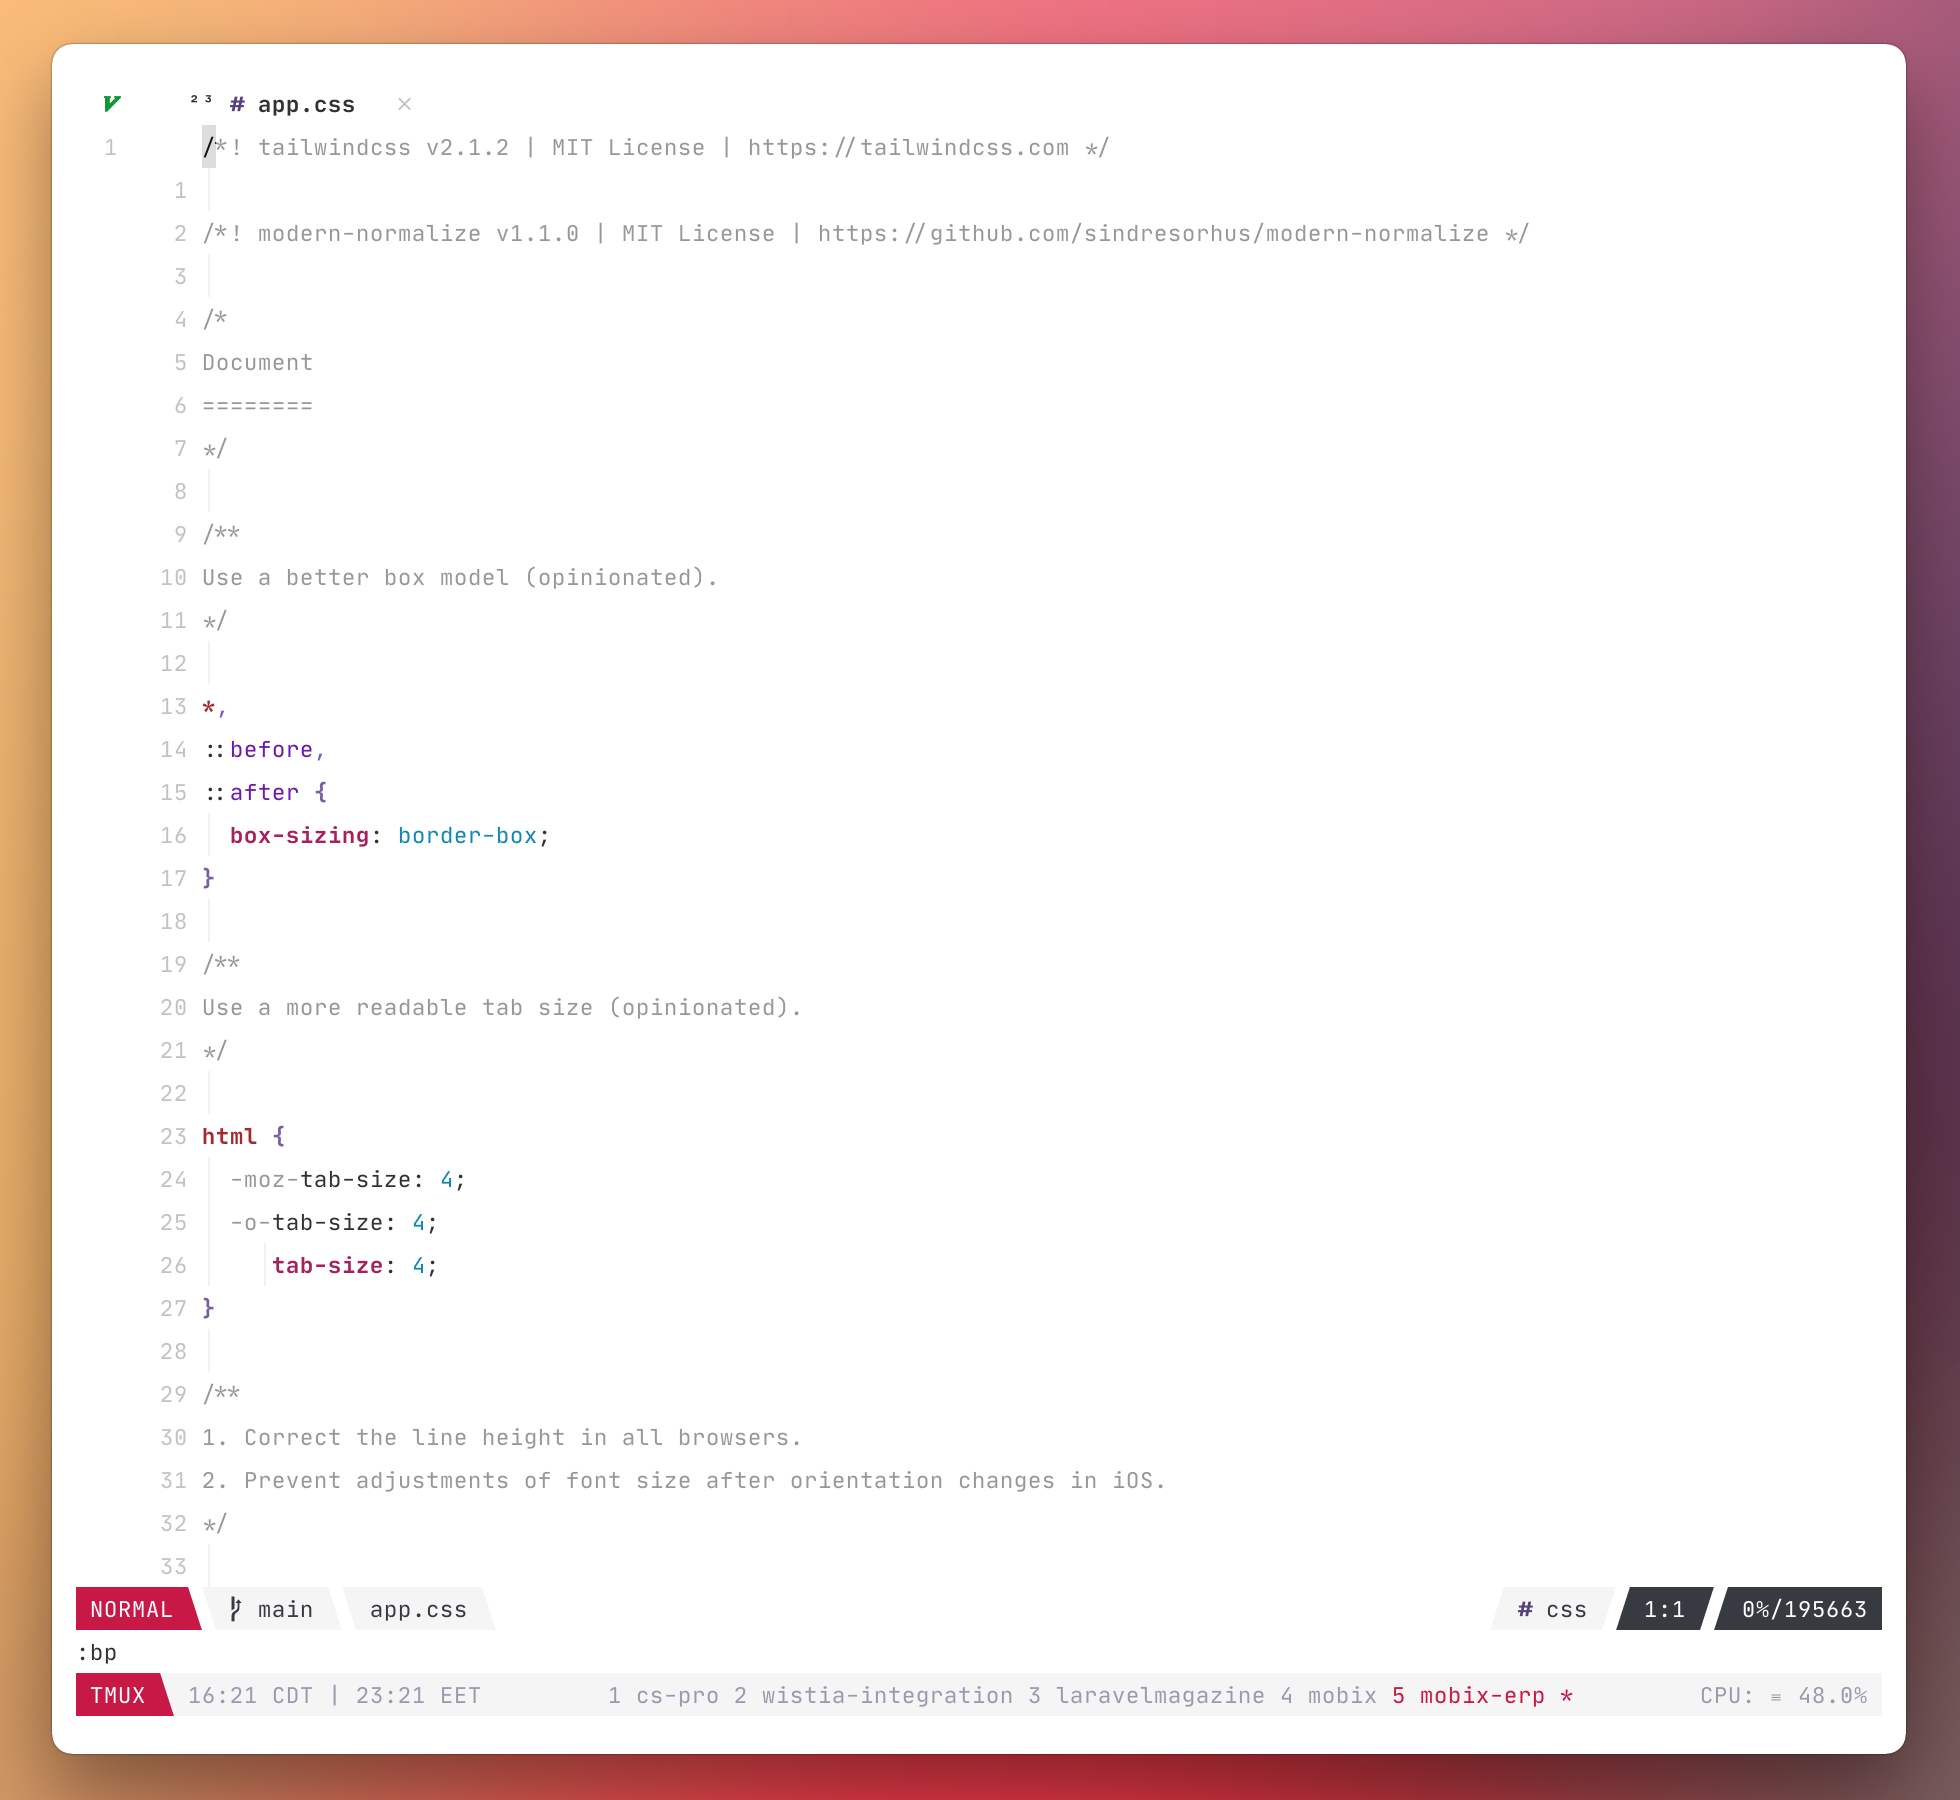 ²³ # app.css ×
1 /*! tailwindcss v2.1.2 | MIT License | https://tailwindcss.com */
1
2 /*! modern-normalize v1.1.0 | MIT License | https://github.com/sindresorhus/modern-normalize */
3
4 /*
5 Document
6 ========
7 */
8
9 /**
10 Use a better box model (opinionated).
11 */
12
13 *,
14 ::before,
15 ::after {
16   box-sizing: border-box;
17 }
18
19 /**
20 Use a more readable tab size (opinionated).
21 */
22
23 html {
24   -moz-tab-size: 4;
25   -o-tab-size: 4;
26      tab-size: 4;
27 }
28
29 /**
30 1. Correct the line height in all browsers.
31 2. Prevent adjustments of font size after orientation changes in iOS.
32 */
33
NORMAL main app.css # css 1:1 0%/195663
:bp
TMUX 16:21 CDT | 23:21 EET 1 cs-pro 2 wistia-integration 3 laravelmagazine 4 mobix 5 mobix-erp * CPU: = 48.0%